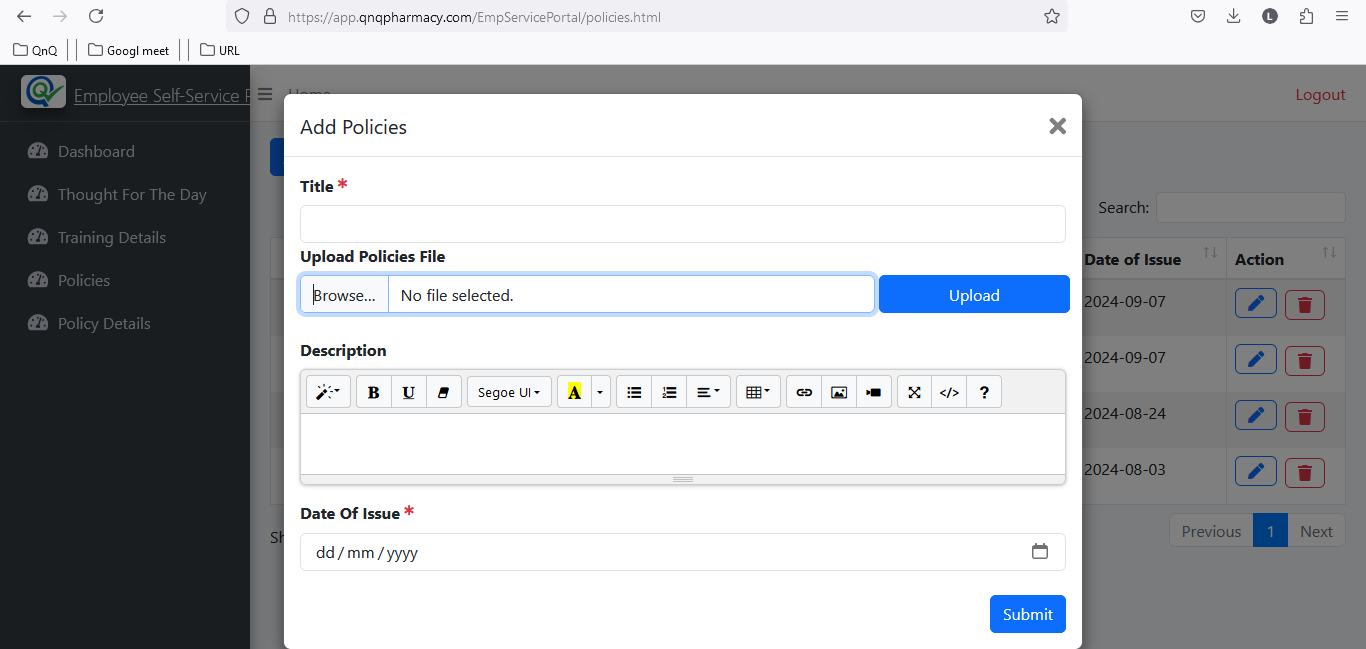 https://app.qnqpharmacy.com/EmpServicePortal/policies.html
L
QnQ
Googl meet
URL
Employee Self-Service P
Home
Logout
Dashboard
Thought For The Day
Training Details
Policies
Policy Details
Add Policies
Title *
Upload Policies File
Browse... No file selected. Upload
Description
B U Segoe UI A </> ?
Date Of Issue *
dd / mm / yyyy
Submit
Search:
Date of Issue Action
2024-09-07
2024-09-07
2024-08-24
2024-08-03
Sh
Previous 1 Next